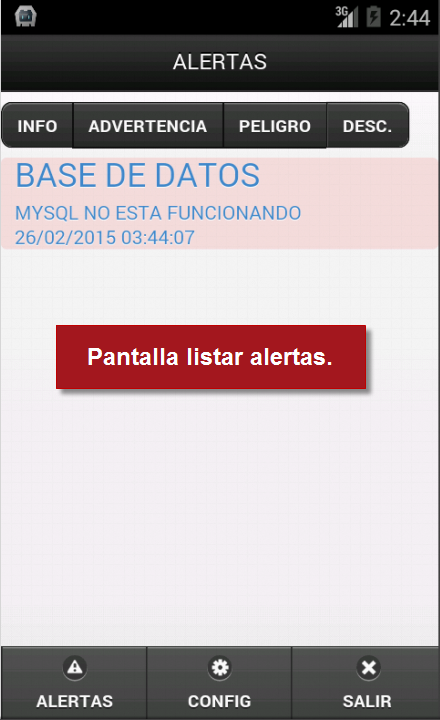 3G 2:44
ALERTAS
INFO ADVERTENCIA PELIGRO DESC.
BASE DE DATOS
MYSQL NO ESTA FUNCIONANDO
26/02/2015 03:44:07
Pantalla listar alertas.
ALERTAS CONFIG SALIR